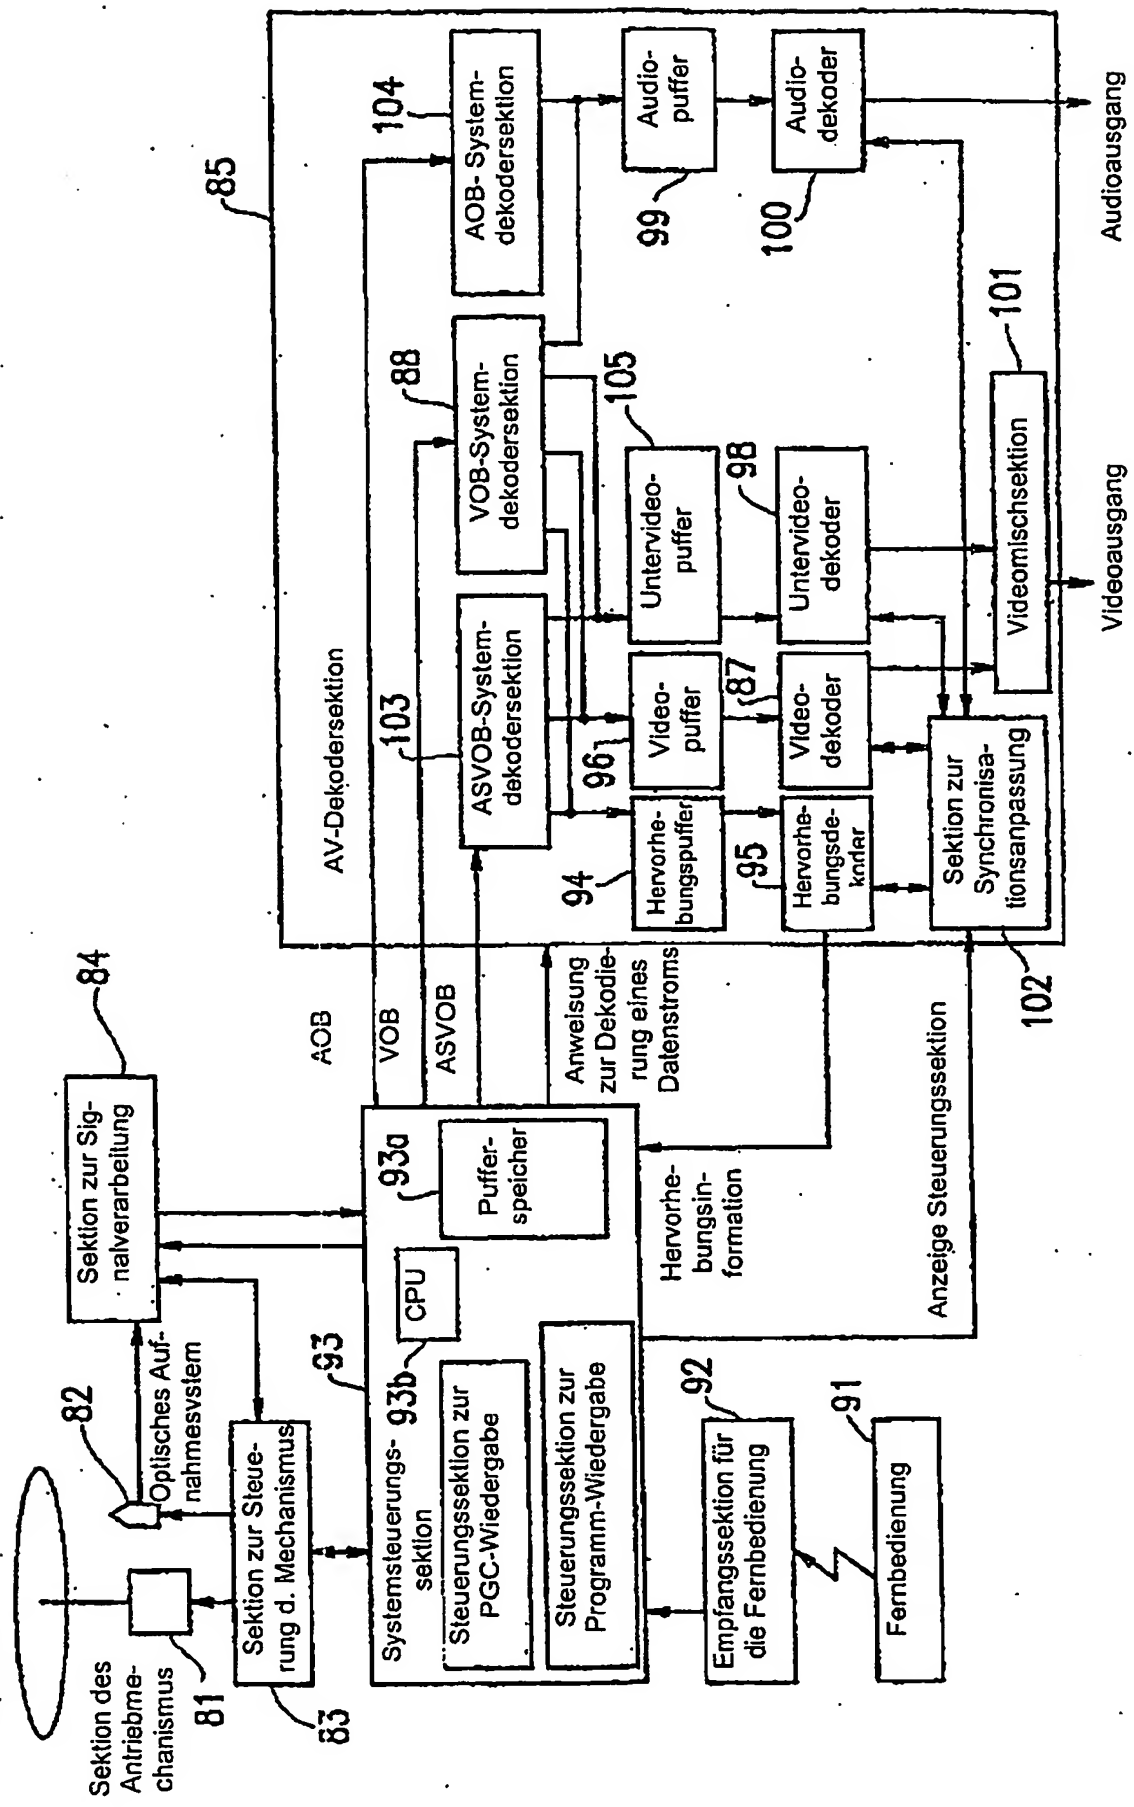 Sektion des
Antriebme-
chanismus
81
82
Optisches Auf-
nahmesystem
Sektion zur Steue-
rung d. Mechanismus
83
Sektion zur Sig-
nalverarbeitung
84
Systemsteuerungs-
sektion
93
93b
CPU
93a
Puffer-
speicher
Steuerungssektion zur
PGC-Wiedergabe
Steuerungssektion zur
Programm-Wiedergabe
Empfangssektion für
die Fernbedienung
92
Fernbedienung
91
AOB
VOB
ASVOB
Anweisung
zur Dekodie-
rung eines
Datenstroms
Hervorhe-
bungsin-
formation
Anzeige Steuerungssektion
85
AV-Dekodersektion
103
ASVOB-System-
dekodersektion
88
VOB-System-
dekodersektion
104
AOB- System-
dekodersektion
94
Hervorhe-
bungspuffer
96
Video-
puffer
105
Untervideo-
puffer
99
Audio-
puffer
95
Hervorhe-
bungsde-
koder
87
Video-
dekoder
98
Untervideo-
dekoder
100
Audio-
dekoder
102
Sektion zur
Synchronisa-
tionsanpassung
101
Videomischsektion
Videoausgang
Audioausgang